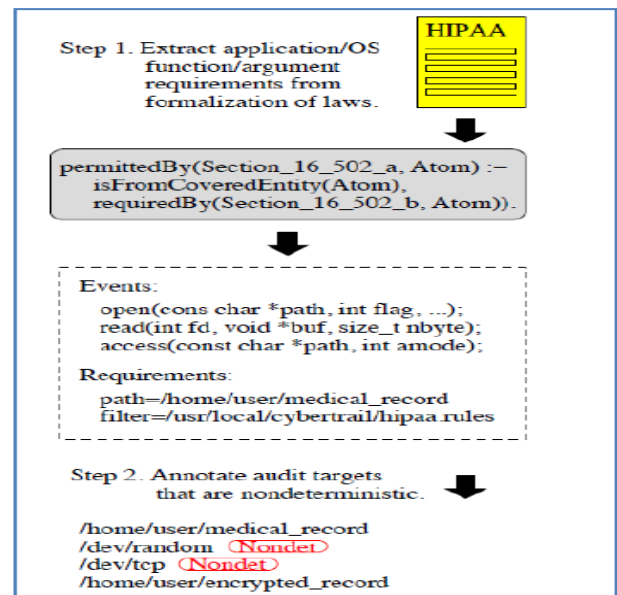 HIPAA
Step 1. Extract application/OS
function/argument
requirements from
formalization of laws.
permittedBy(Section_16_502_a, Atom) :–
isFromCoveredEntity(Atom),
requiredBy(Section_16_502_b, Atom)).
Events:
open(cons char *path, int flag, ...);
read(int fd, void *buf, size_t nbyte);
access(const char *path, int amode);
Requirements:
path=/home/user/medical_record
filter=/usr/local/cybertrail/hipaa.rules
Step 2. Annotate audit targets
that are nondeterministic.
/home/user/medical_record
/dev/random Nondet
/dev/tcp Nondet
/home/user/encrypted_record